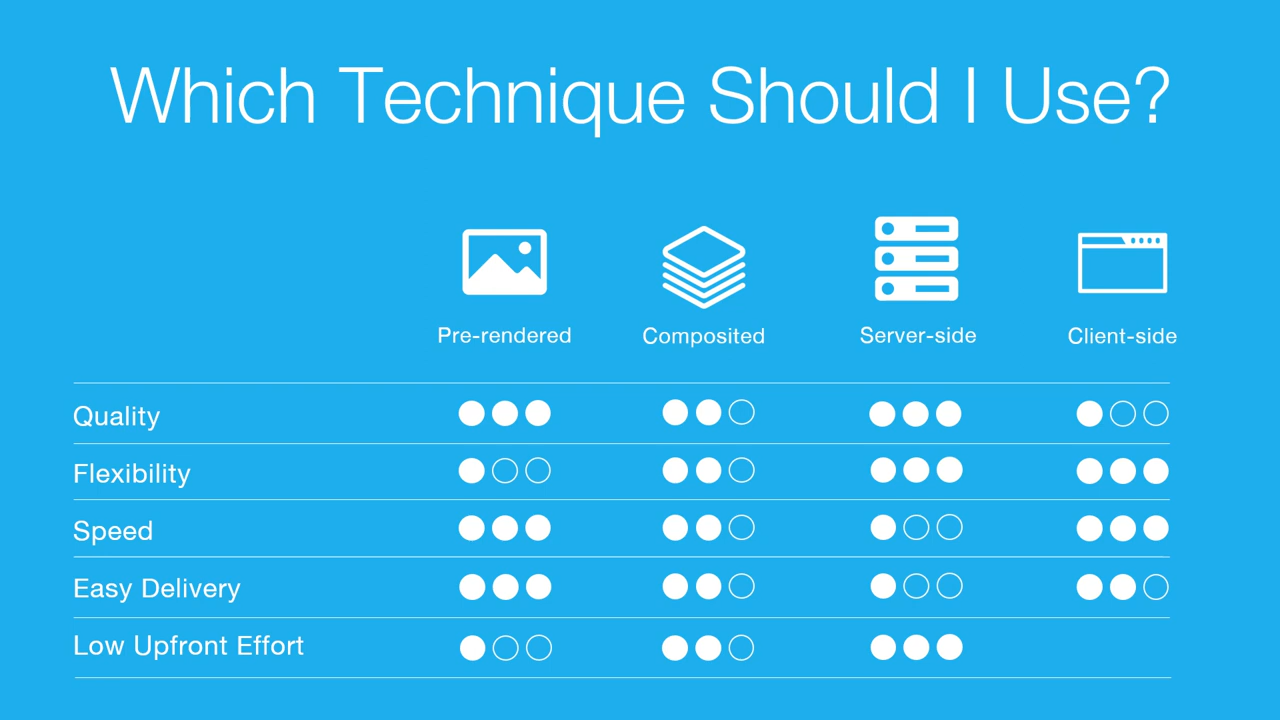 Which Technique Should I Use?
Pre-rendered Composited Server-side Client-side
Quality
Flexibility
Speed
Easy Delivery
Low Upfront Effort